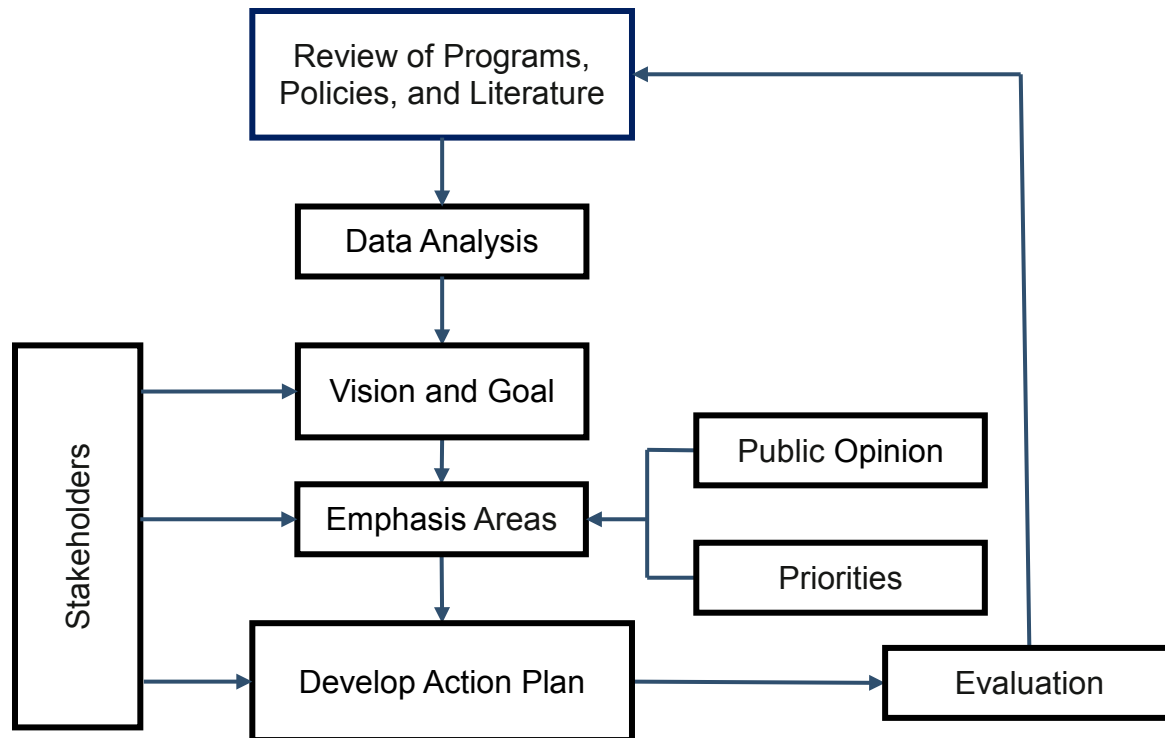 Review of Programs,
Policies, and Literature
Data Analysis
Vision and Goal
Stakeholders
Public Opinion
Emphasis Areas
Priorities
Develop Action Plan
Evaluation